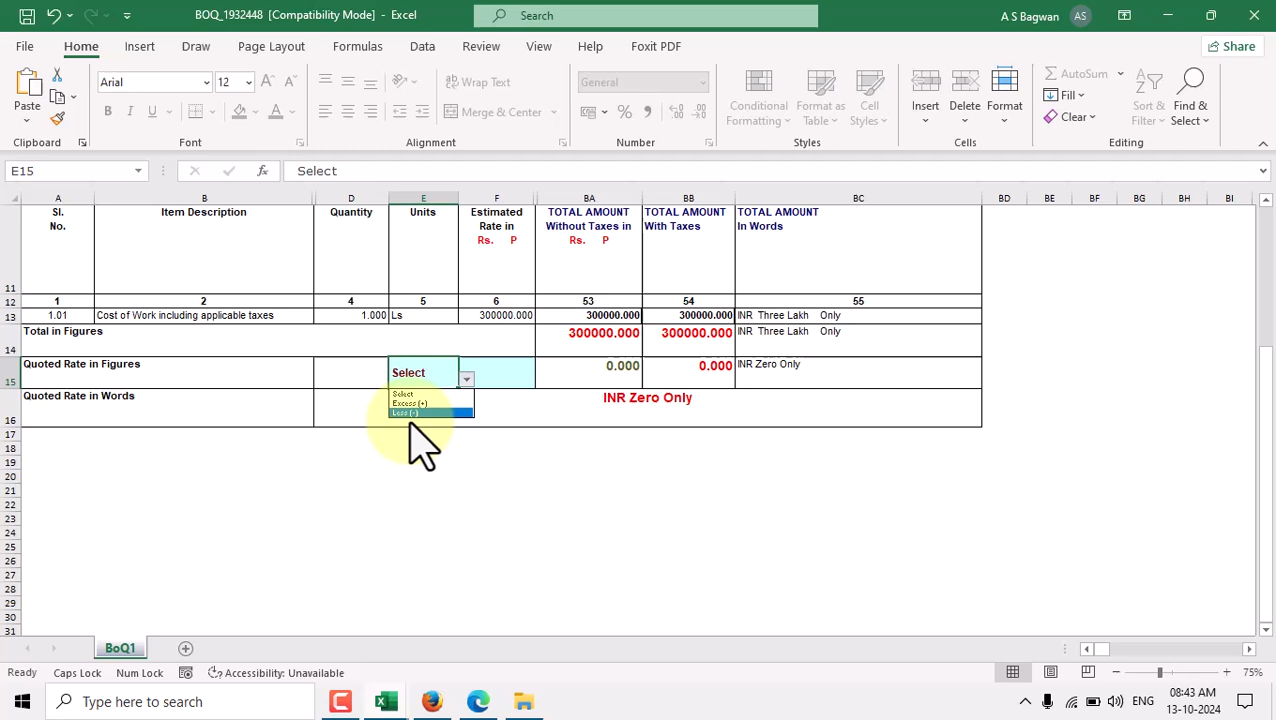 BOQ_1932448 [Compatibility Mode] - Excel
Search
A S Bagwan
AS
File
Home
Insert
Draw
Page Layout
Formulas
Data
Review
View
Help
Foxit PDF
Share
Paste
Arial
12
B I U
Wrap Text
Merge & Center
General
Conditional Formatting
Format as Table
Cell Styles
Insert
Delete
Format
AutoSum
Fill
Clear
Sort & Filter
Find & Select
Clipboard
Font
Alignment
Number
Styles
Cells
Editing
E15
fx
Select
A B D E F BA BB BC BD BE BF BG BH BI
Sl. No.
Item Description
Quantity
Units
Estimated Rate in Rs. P
TOTAL AMOUNT Without Taxes in Rs. P
TOTAL AMOUNT With Taxes
TOTAL AMOUNT In Words
11
12 1 2 4 5 6 53 54 55
13 1.01 Cost of Work including applicable taxes 1.000 Ls 300000.000 300000.000 300000.000 INR Three Lakh Only
14 Total in Figures 300000.000 300000.000 INR Three Lakh Only
15 Quoted Rate in Figures Select 0.000 0.000 INR Zero Only
Select
Excess (+)
Less (-)
16 Quoted Rate in Words INR Zero Only
17
18
19
20
21
22
23
24
25
26
27
28
29
30
31
BoQ1
Ready
Caps Lock
Num Lock
Accessibility: Unavailable
75%
Type here to search
ENG
08:43 AM
13-10-2024